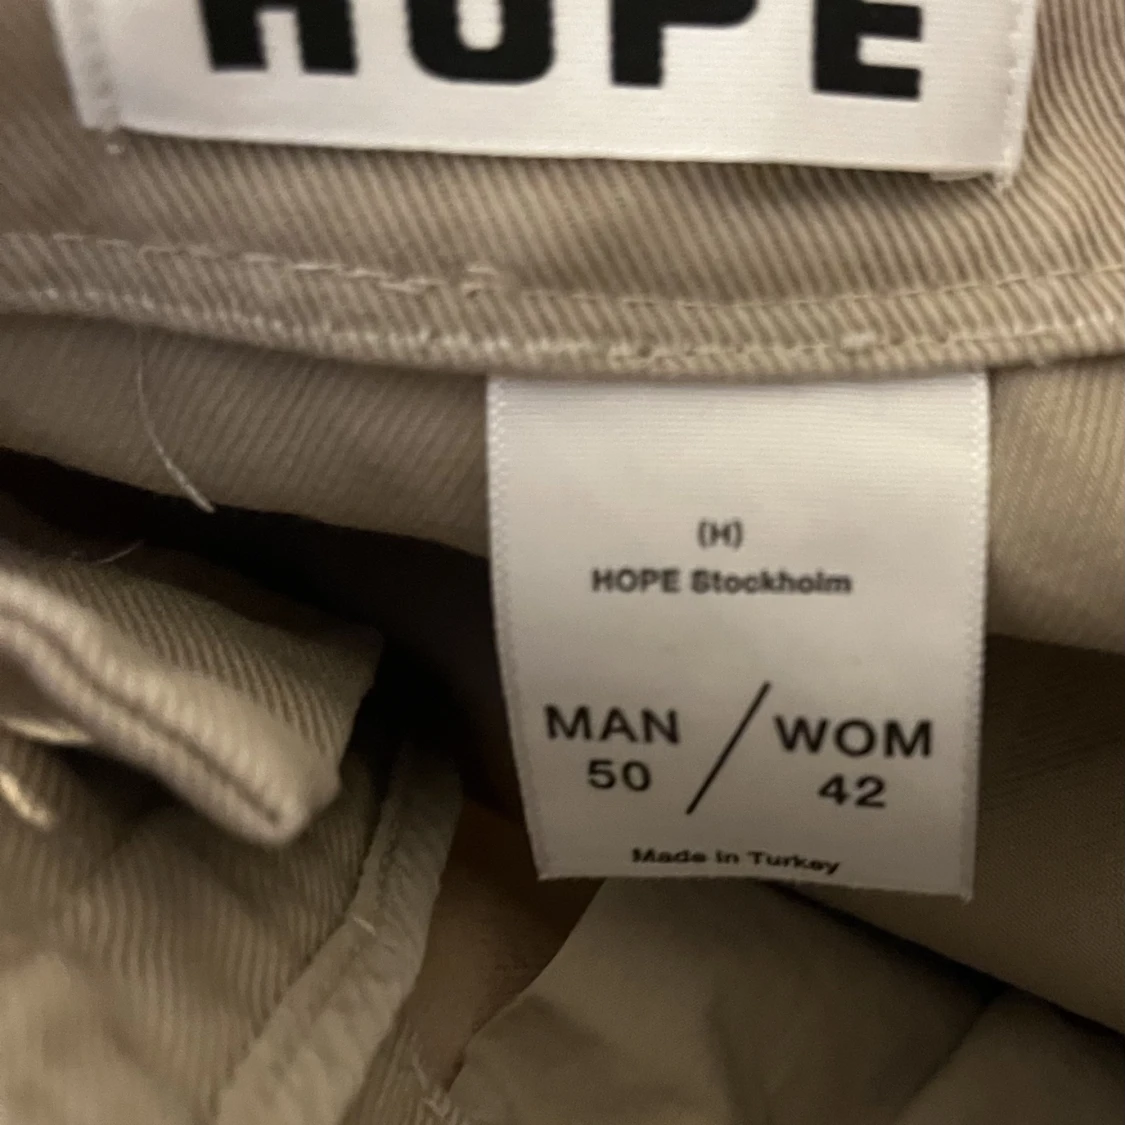 HOPE
(H)
HOPE Stockholm
MAN / WOM
50 42
Made in Turkey